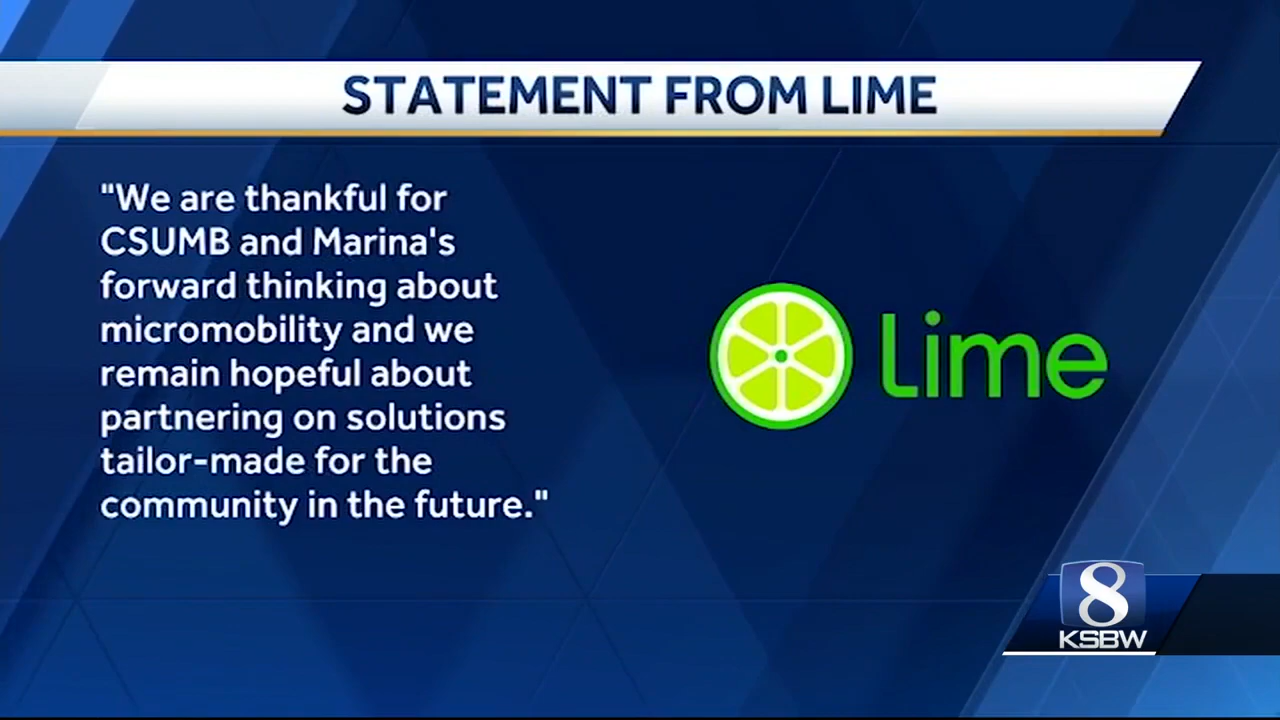 STATEMENT FROM LIME
"We are thankful for
CSUMB and Marina's
forward thinking about
micromobility and we
remain hopeful about
partnering on solutions
tailor-made for the
community in the future."
Lime
8
KSBW